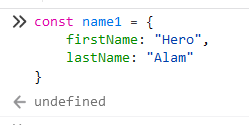 >> const name1 = {
firstName: "Hero",
lastName: "Alam"
}
← undefined